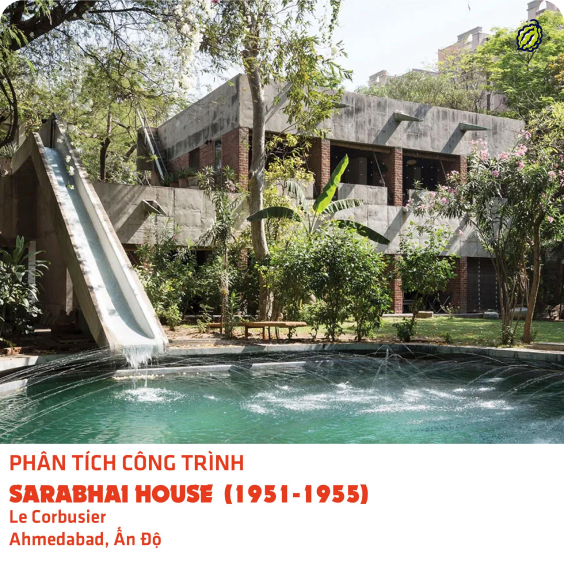 PHÂN TÍCH CÔNG TRÌNH
SARABHAI HOUSE (1951-1955)
Le Corbusier
Ahmedabad, Ấn Độ